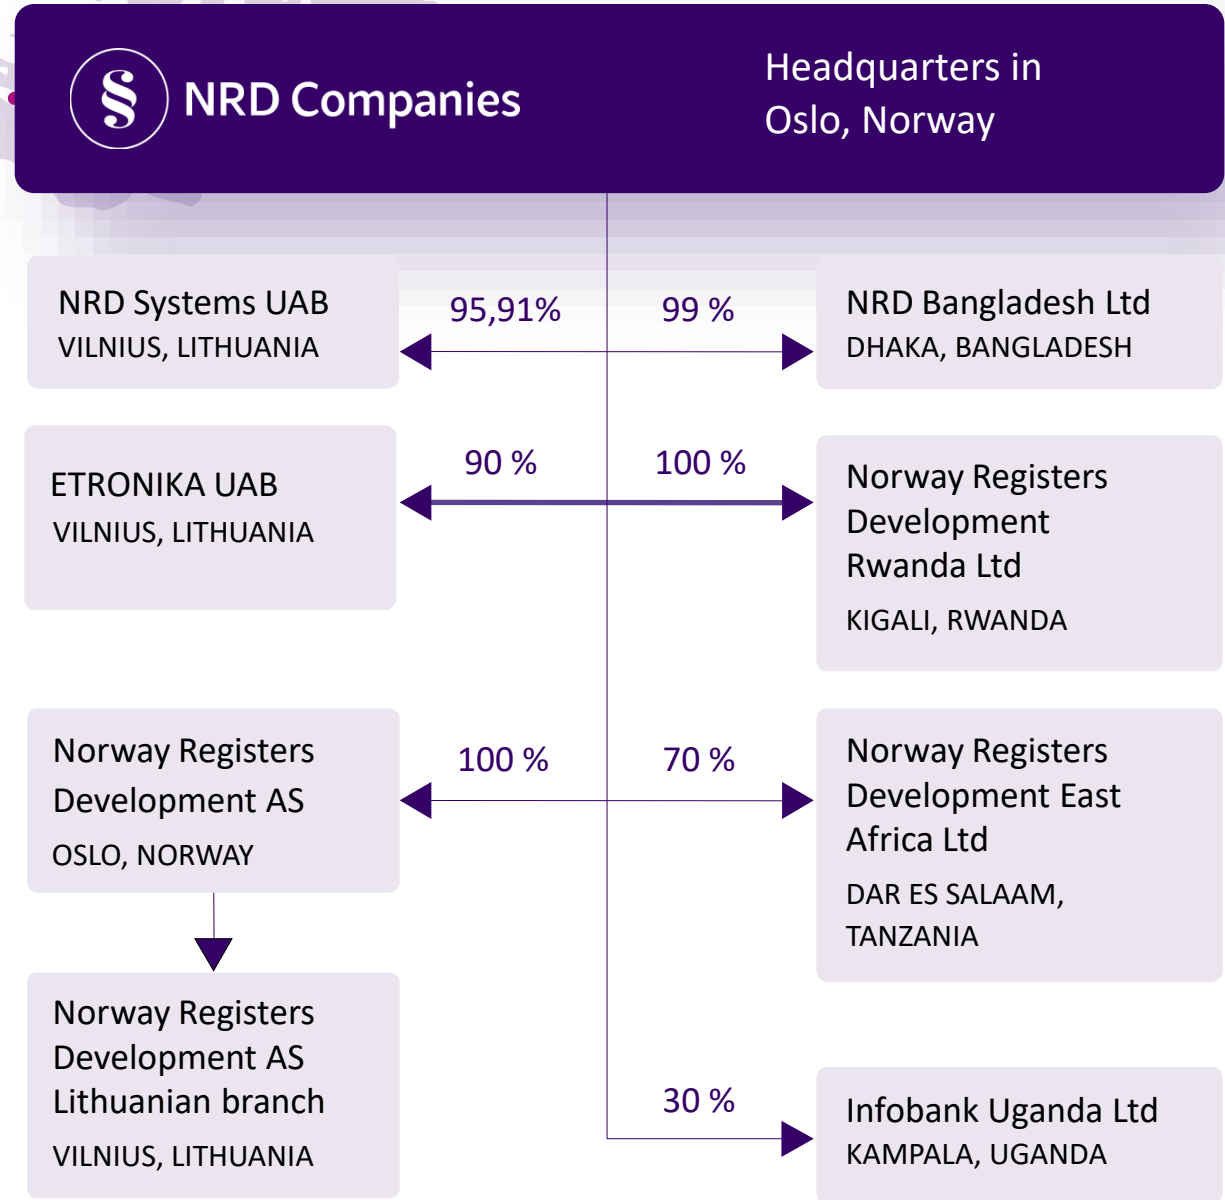 § NRD Companies
Headquarters in
Oslo, Norway
NRD Systems UAB
VILNIUS, LITHUANIA
95,91%
99 %
NRD Bangladesh Ltd
DHAKA, BANGLADESH
ETRONIKA UAB
VILNIUS, LITHUANIA
90 %
100 %
Norway Registers
Development
Rwanda Ltd
KIGALI, RWANDA
Norway Registers
Development AS
OSLO, NORWAY
100 %
70 %
Norway Registers
Development East
Africa Ltd
DAR ES SALAAM,
TANZANIA
Norway Registers
Development AS
Lithuanian branch
VILNIUS, LITHUANIA
30 %
Infobank Uganda Ltd
KAMPALA, UGANDA